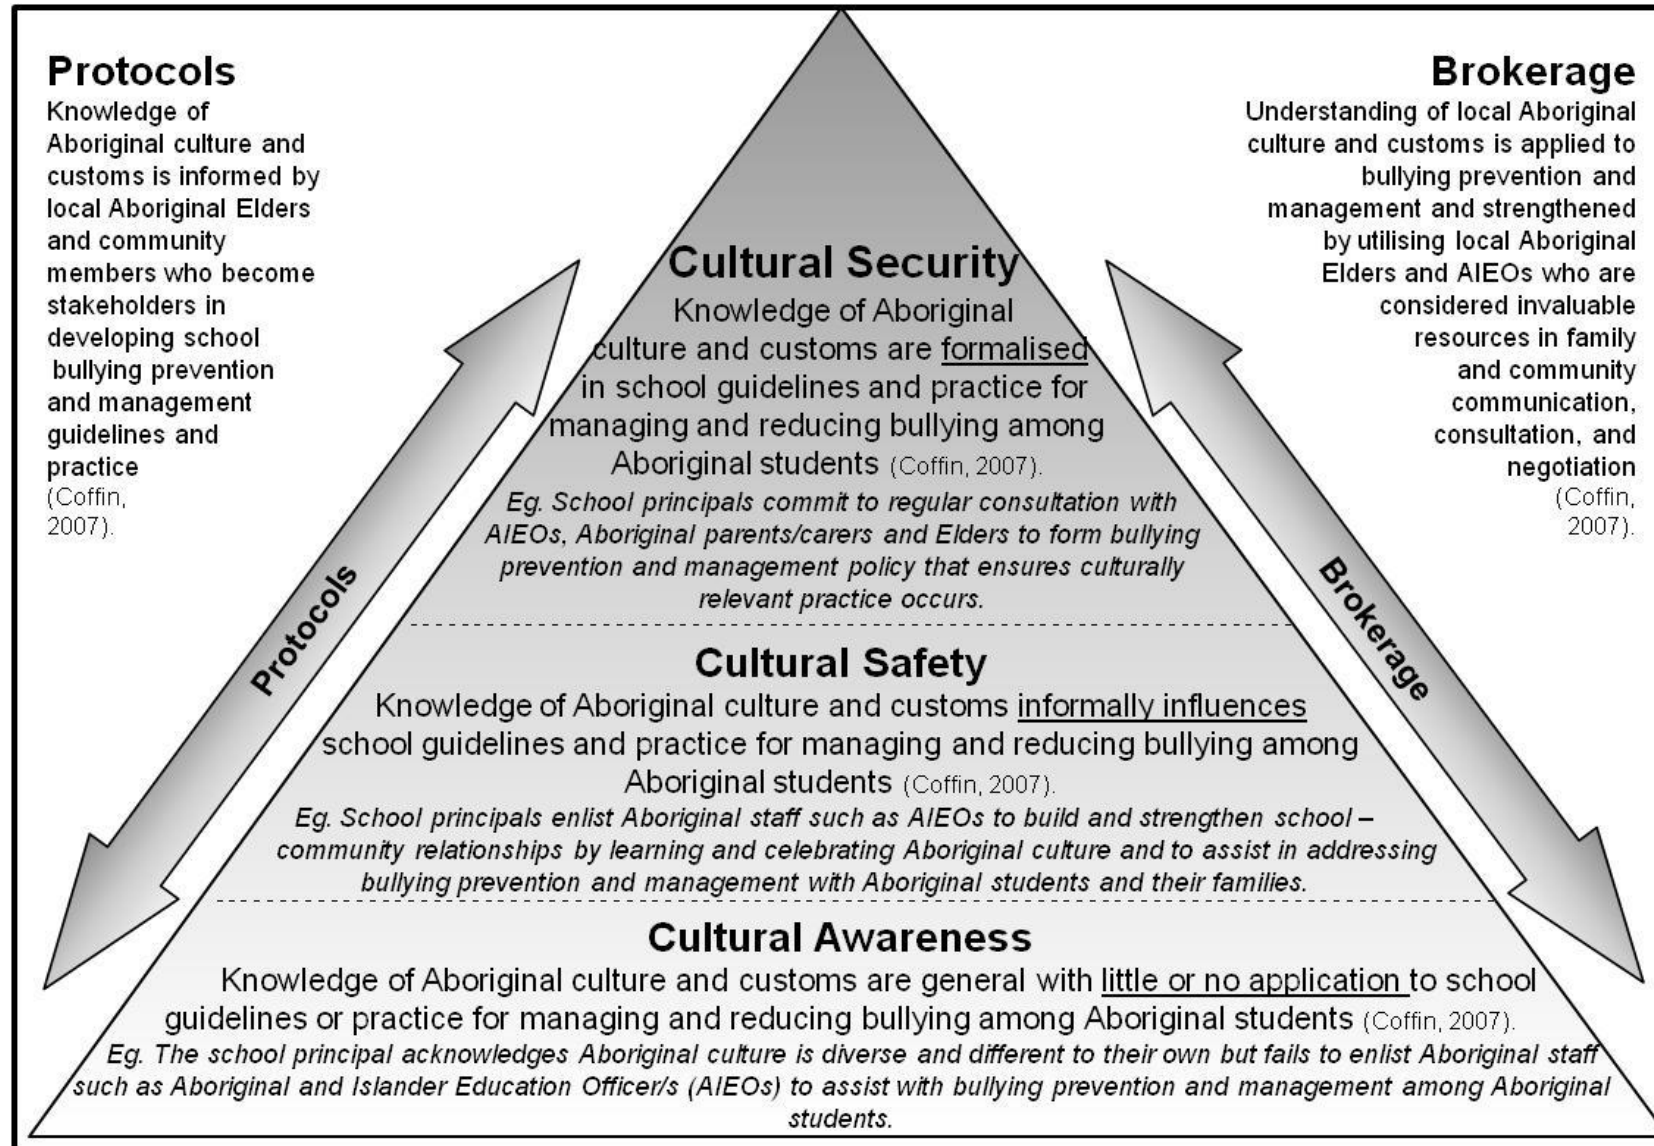 Protocols
Knowledge of
Aboriginal culture and
customs is informed by
local Aboriginal Elders
and community
members who become
stakeholders in
developing school
bullying prevention
and management
guidelines and
practice
(Coffin,
2007).
Protocols
Cultural Security
Knowledge of Aboriginal
culture and customs are formalised
in school guidelines and practice for
managing and reducing bullying among
Aboriginal students (Coffin, 2007).
Eg. School principals commit to regular consultation with
AIEOs, Aboriginal parents/carers and Elders to form bullying
prevention and management policy that ensures culturally
relevant practice occurs.
Cultural Safety
Knowledge of Aboriginal culture and customs informally influences
school guidelines and practice for managing and reducing bullying among
Aboriginal students (Coffin, 2007).
Eg. School principals enlist Aboriginal staff such as AIEOs to build and strengthen school –
community relationships by learning and celebrating Aboriginal culture and to assist in addressing
bullying prevention and management with Aboriginal students and their families.
Cultural Awareness
Knowledge of Aboriginal culture and customs are general with little or no application to school
guidelines or practice for managing and reducing bullying among Aboriginal students (Coffin, 2007).
Eg. The school principal acknowledges Aboriginal culture is diverse and different to their own but fails to enlist Aboriginal staff
such as Aboriginal and Islander Education Officer/s (AIEOs) to assist with bullying prevention and management among Aboriginal
students.
Brokerage
Understanding of local Aboriginal
culture and customs is applied to
bullying prevention and
management and strengthened
by utilising local Aboriginal
Elders and AIEOs who are
considered invaluable
resources in family
and community
communication,
consultation, and
negotiation
(Coffin,
2007).
Brokerage